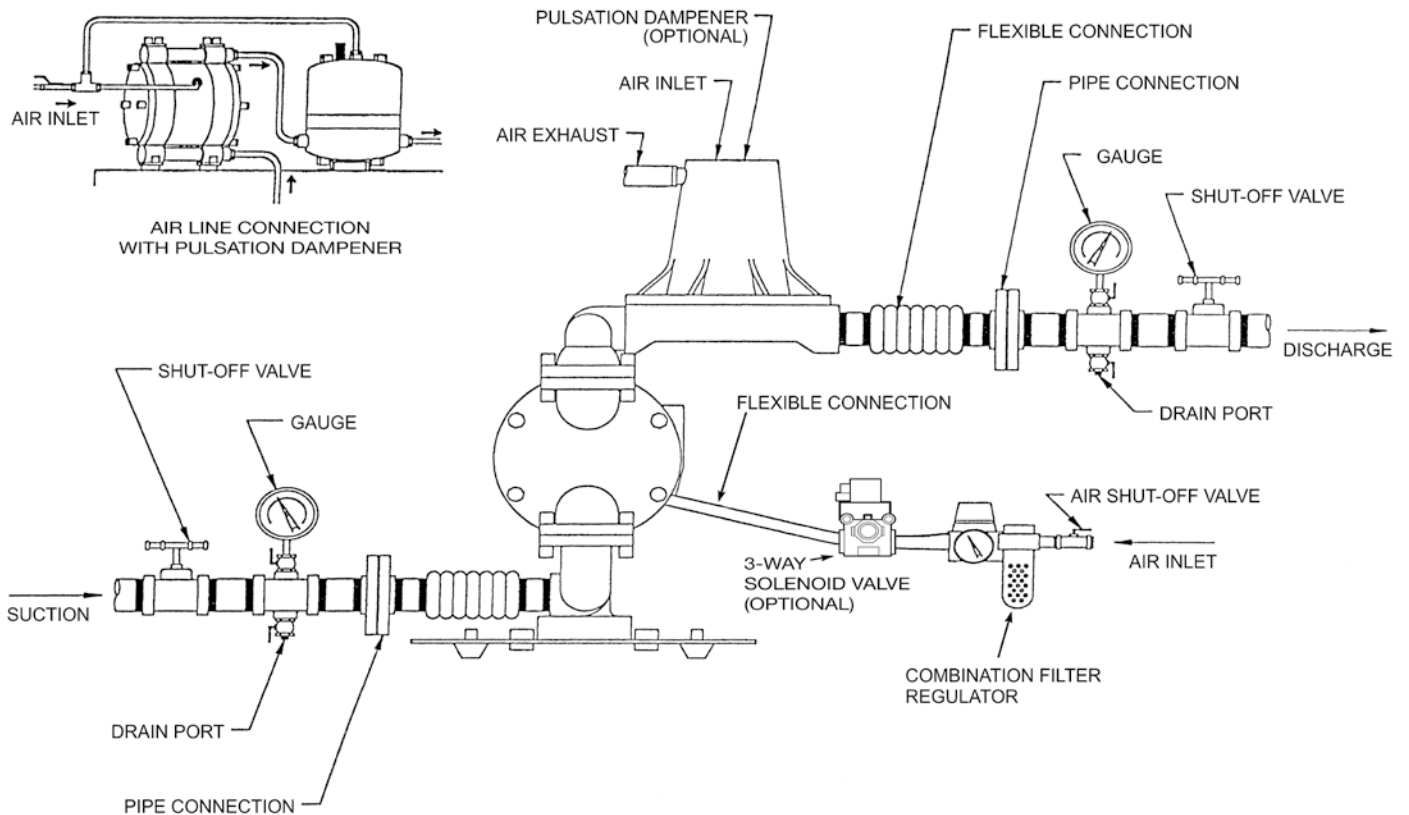 PULSATION DAMPENER
(OPTIONAL)
FLEXIBLE CONNECTION
AIR INLET
PIPE CONNECTION
AIR INLET
AIR EXHAUST
GAUGE
SHUT-OFF VALVE
AIR LINE CONNECTION
WITH PULSATION DAMPENER
DISCHARGE
SHUT-OFF VALVE
FLEXIBLE CONNECTION
DRAIN PORT
GAUGE
AIR SHUT-OFF VALVE
AIR INLET
3-WAY
SOLENOID VALVE
(OPTIONAL)
SUCTION
COMBINATION FILTER
REGULATOR
DRAIN PORT
PIPE CONNECTION